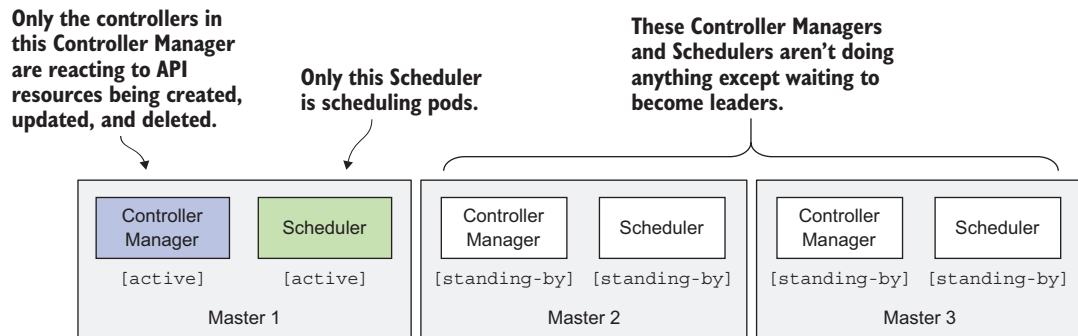 Only the controllers in
this Controller Manager
are reacting to API
resources being created,
updated, and deleted.
Only this Scheduler
is scheduling pods.
These Controller Managers
and Schedulers aren’t doing
anything except waiting to
become leaders.
Controller
Manager
[active]
Scheduler
[active]
Master 1
Controller
Manager
[standing-by]
Scheduler
[standing-by]
Master 2
Controller
Manager
[standing-by]
Scheduler
[standing-by]
Master 3